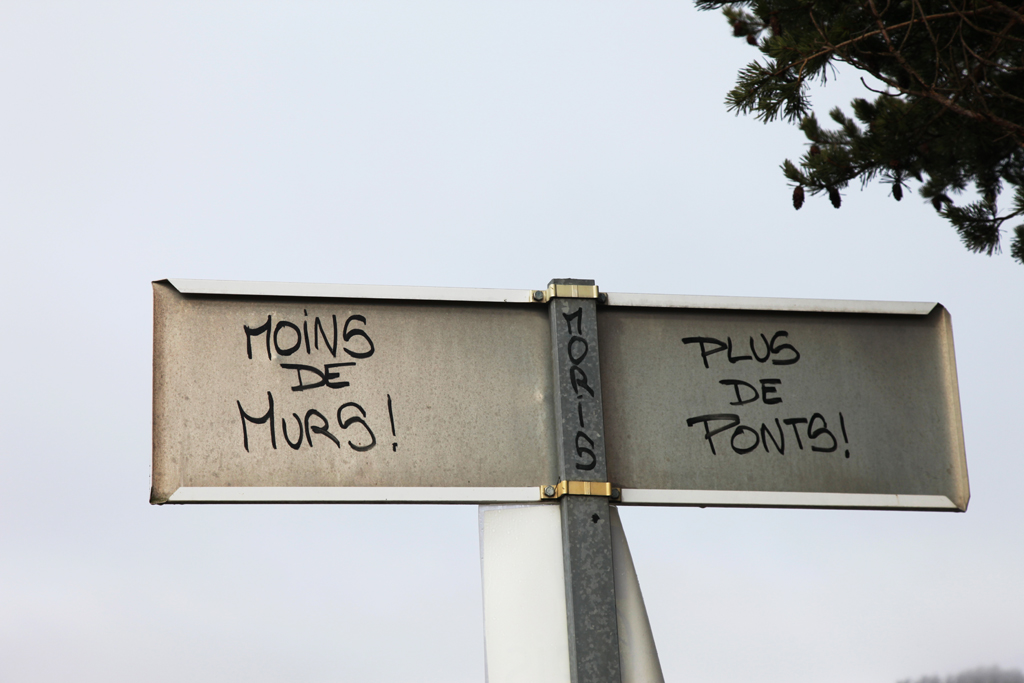 MOINS
DE
MURS!
MORIS
PLUS
DE
PONTS!